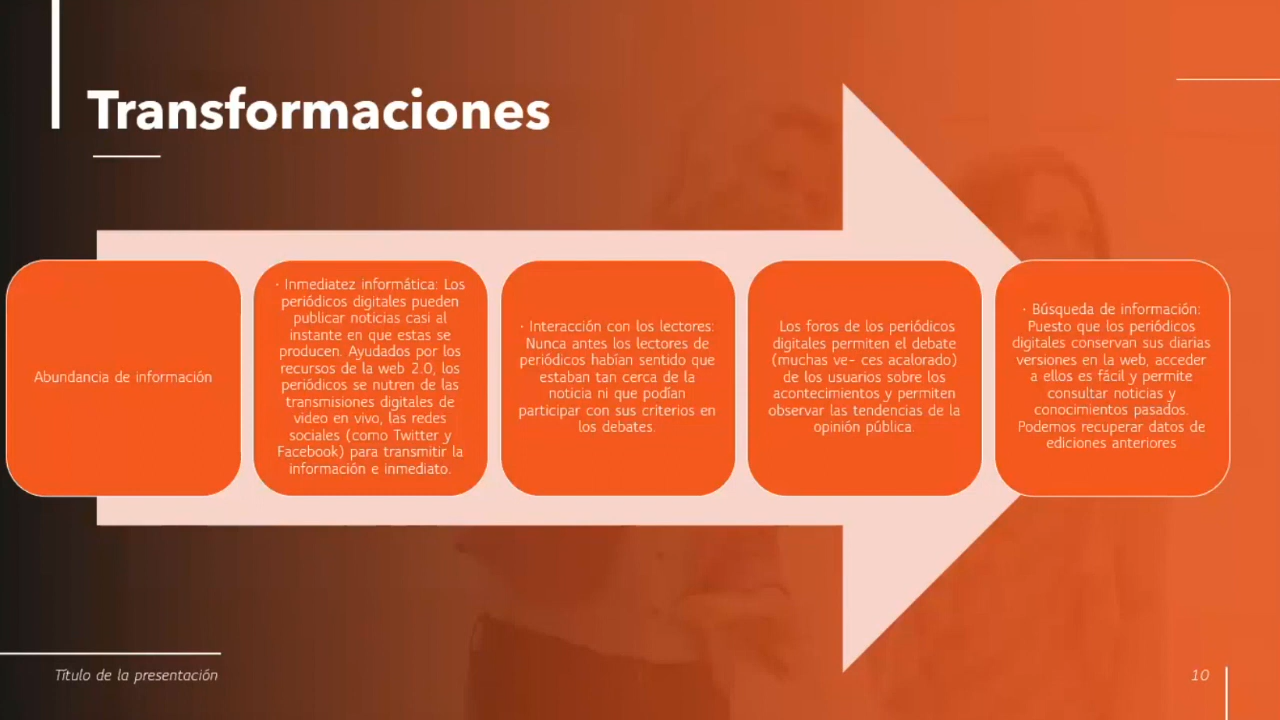 Transformaciones
Abundancia de información
· Inmediatez informática: Los
periódicos digitales pueden
publicar noticias casi al
instante en que estas se
producen. Ayudados por los
recursos de la web 2.0, los
periódicos se nutren de las
transmisiones digitales de
video en vivo, las redes
sociales (como Twitter y
Facebook) para transmitir la
información e inmediato.
· Interacción con los lectores:
Nunca antes los lectores de
periódicos habían sentido que
estaban tan cerca de la
noticia ni que podían
participar con sus criterios en
los debates.
Los foros de los periódicos
digitales permiten el debate
(muchas ve- ces acalorado)
de los usuarios sobre los
acontecimientos y permiten
observar las tendencias de la
opinión pública.
· Búsqueda de información:
Puesto que los periódicos
digitales conservan sus diarias
versiones en la web, acceder
a ellos es fácil y permite
consultar noticias y
conocimientos pasados.
Podemos recuperar datos de
ediciones anteriores
Título de la presentación
10